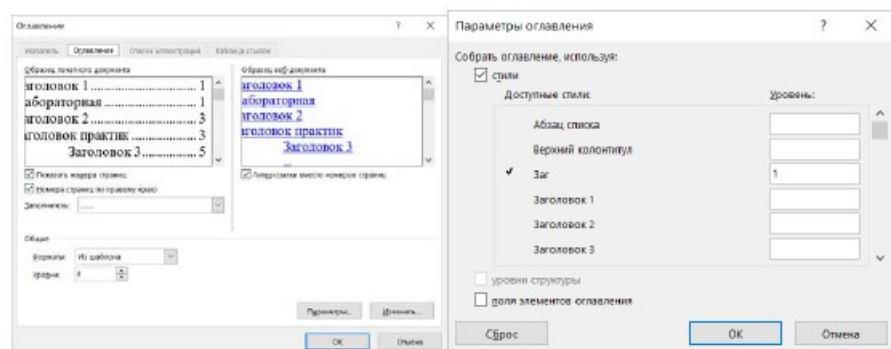 Оглавление ? ×
Указатель Оглавление Список иллюстраций Таблица ссылок
Образец печатного документа
аголовок 1 ........................ 1
абораторная ..................... 1
аголовок 2 ........................ 3
аголовок практик ............. 3
Заголовок 3 ............... 5
Показать номера страниц
Номера страниц по правому краю
Заполнитель: ......
Образец веб-документа
аголовок 1
абораторная
аголовок 2
аголовок практик
Заголовок 3
Гиперссылки вместо номеров страниц
Общие
Форматы: Из шаблона
Уровни:
Параметры... Изменить...
ОК Отмена
Параметры оглавления ? ×
Собрать оглавление, используя:
стили
Доступные стили: Уровень:
Абзац списка
Верхний колонтитул
✔ Заг 1
Заголовок 1
Заголовок 2
Заголовок 3
уровни структуры
поля элементов оглавления
Сброс ОК Отмена